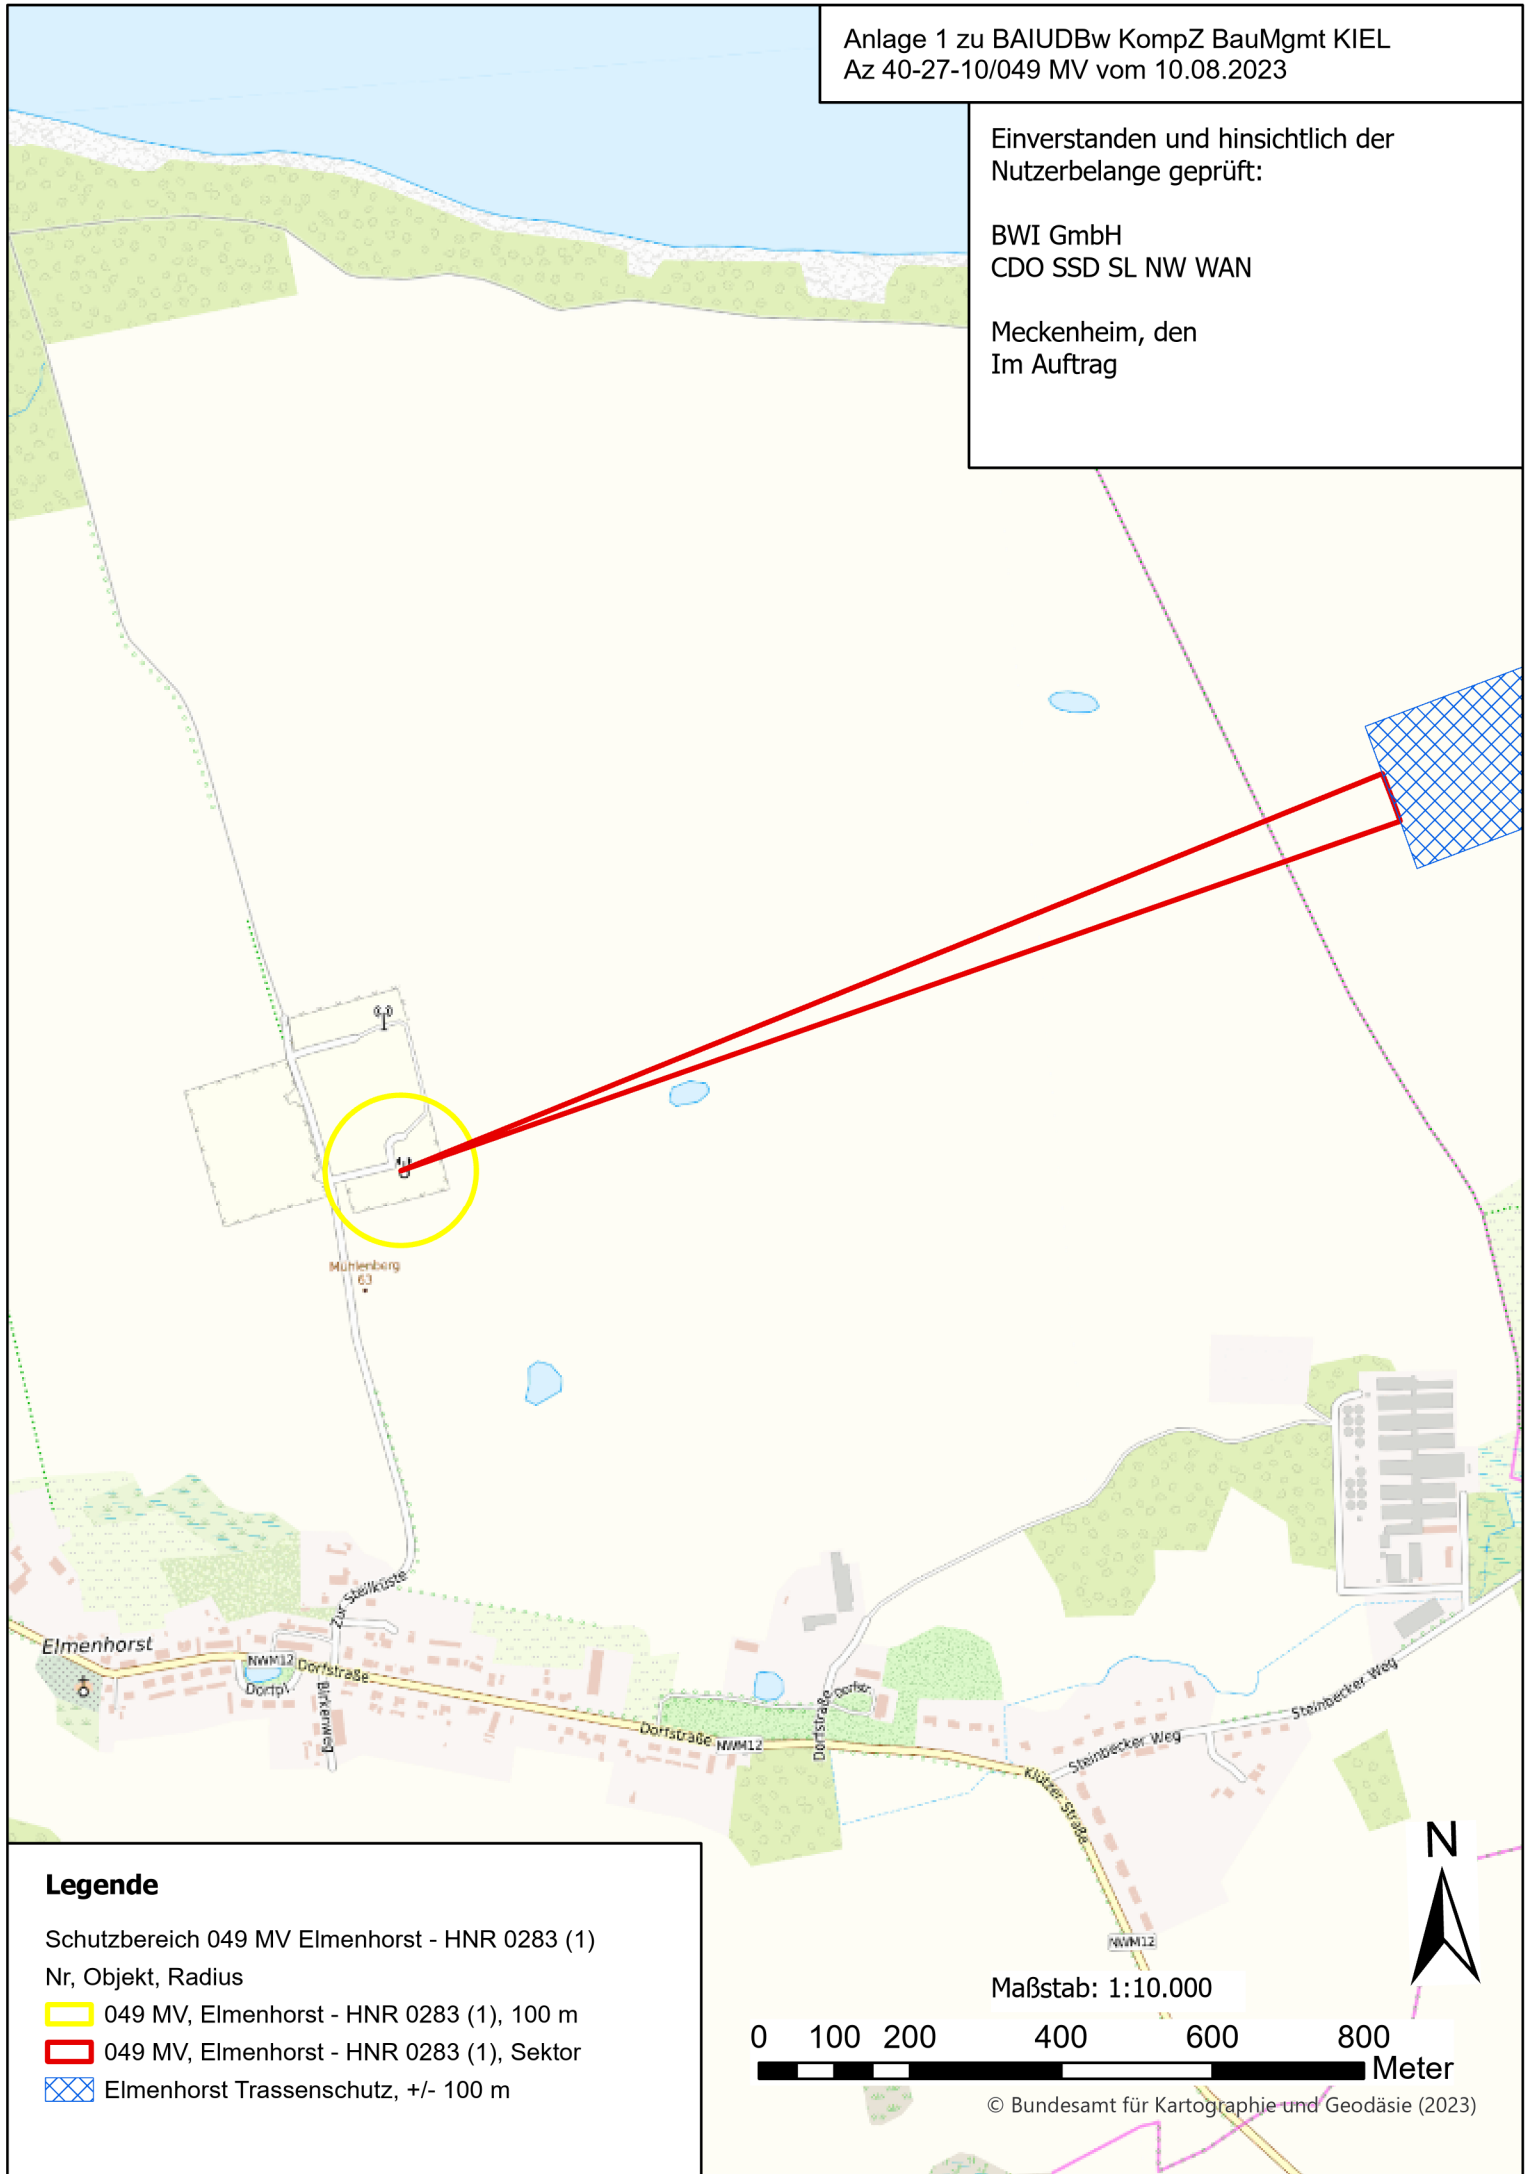 Anlage 1 zu BAIUDBw KompZ BauMgmt KIEL
Az 40-27-10/049 MV vom 10.08.2023
Einverstanden und hinsichtlich der
Nutzerbelange geprüft:
BWI GmbH
CDO SSD SL NW WAN
Meckenheim, den
Im Auftrag
Mühlenberg
63
Zur Steilküste
Elmenhorst
NWM12
Dorfstraße
Dorfpl.
Birkenweg
Dorfstraße
NWM12
Dorfstraße
Dorfstr.
Steinbecker Weg
Steinbecker Weg
Klützer Straße
NWM12
N
Legende
Schutzbereich 049 MV Elmenhorst - HNR 0283 (1)
Nr, Objekt, Radius
049 MV, Elmenhorst - HNR 0283 (1), 100 m
049 MV, Elmenhorst - HNR 0283 (1), Sektor
Elmenhorst Trassenschutz, +/- 100 m
Maßstab: 1:10.000
0 100 200 400 600 800
Meter
© Bundesamt für Kartographie und Geodäsie (2023)